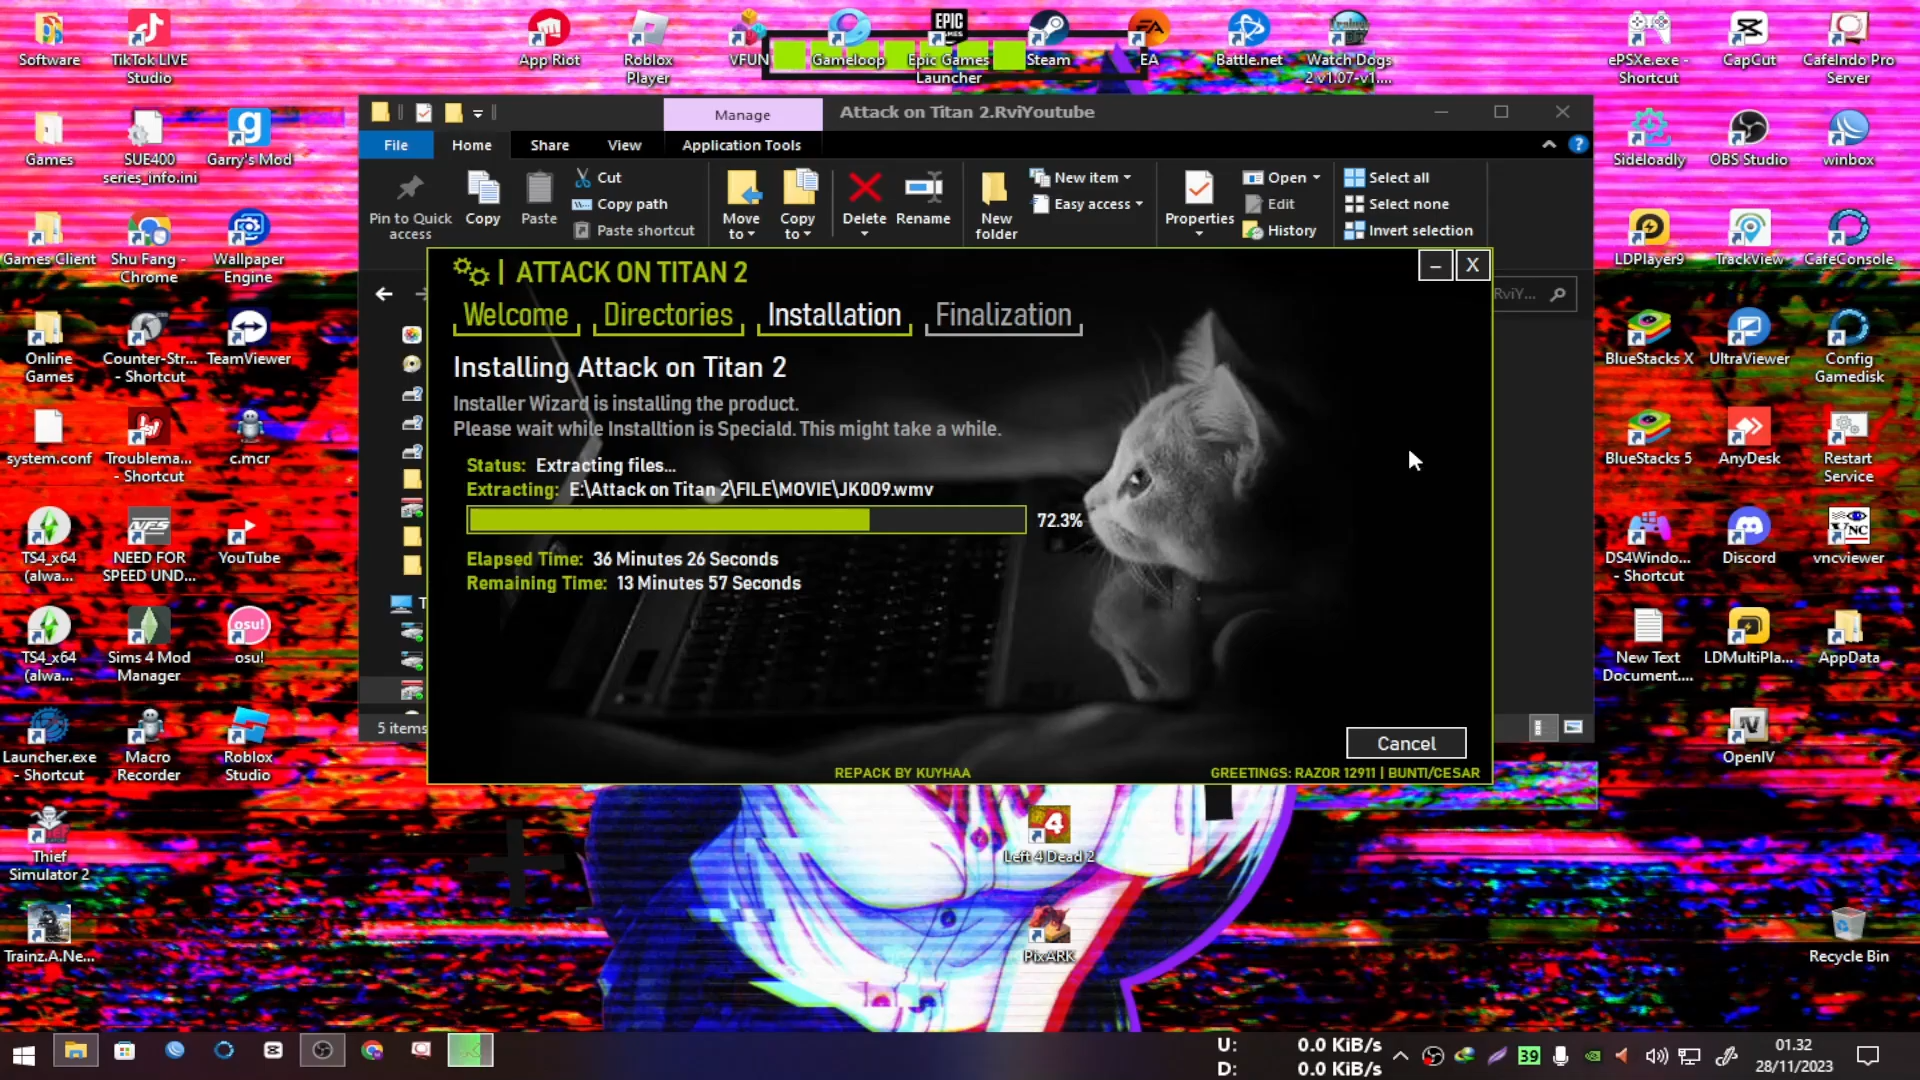 Software
TikTok LIVE
Studio
App Riot
Roblox
Player
VFUN
Gameloop
EPIC
GAMES
Epic Games
Launcher
Steam
EA
Battle.net
Watch Dogs
2 v1.07-v1....
ePSXe.exe -
Shortcut
CapCut
CafeIndo Pro
Server
Manage
Attack on Titan 2.RviYoutube
File
Home
Share
View
Application Tools
Games
SUE400
series_info.ini
Garry's Mod
Sideloadly
OBS Studio
winbox
Pin to Quick
access
Copy
Paste
Cut
Copy path
Paste shortcut
Move
to
Copy
to
Delete
Rename
New
folder
New item
Easy access
Properties
Open
Edit
History
Select all
Select none
Invert selection
Games Client
Shu Fang -
Chrome
Wallpaper
Engine
LDPlayer9
TrackView
CafeConsole
| ATTACK ON TITAN 2
– X
RviY...
Welcome
Directories
Installation
Finalization
Installing Attack on Titan 2
Installer Wizard is installing the product.
Please wait while Installtion is Speciald. This might take a while.
Status: Extracting files...
Extracting: E:\Attack on Titan 2\FILE\MOVIE\JK009.wmv
72.3%
Elapsed Time: 36 Minutes 26 Seconds
Remaining Time: 13 Minutes 57 Seconds
Cancel
REPACK BY KUYHAA
GREETINGS: RAZOR 12911 | BUNTI/CESAR
Online
Games
Counter-Str...
- Shortcut
TeamViewer
BlueStacks X
UltraViewer
Config
Gamedisk
system.conf
Troublema...
- Shortcut
c.mcr
BlueStacks 5
AnyDesk
Restart
Service
TS4_x64
(alwa...
NFS
NEED FOR
SPEED UND...
YouTube
DS4Windo...
- Shortcut
Discord
VNC
vncviewer
TS4_x64
(alwa...
Sims 4 Mod
Manager
osu!
osu!
New Text
Document....
LDMultiPla...
AppData
T
5 items
Launcher.exe
- Shortcut
Macro
Recorder
Roblox
Studio
IV
OpenIV
Thief
Simulator 2
4
Left 4 Dead 2
Trainz.A.Ne...
PixARK
Recycle Bin
U: 0.0 KiB/s
D: 0.0 KiB/s
39
01.32
28/11/2023